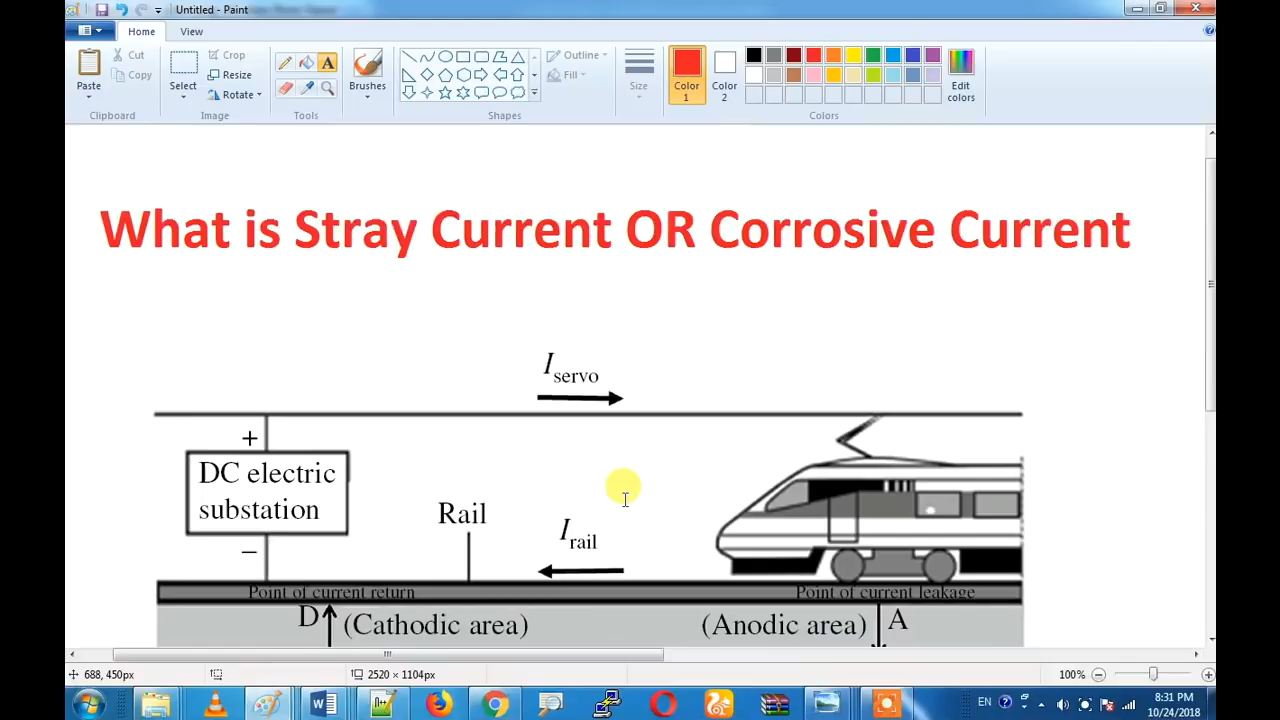 Untitled - Paint
Home
View
Paste
Cut
Copy
Clipboard
Select
Crop
Resize
Rotate
Image
A
Tools
Brushes
Shapes
Outline
Fill
Size
Color 1
Color 2
Edit colors
Colors
What is Stray Current OR Corrosive Current
I servo
+
DC electric
substation
−
Rail
I rail
Point of current return
Point of current leakage
D
(Cathodic area)
(Anodic area)
A
688, 450px
2520 × 1104px
100%
EN
8:31 PM
10/24/2018